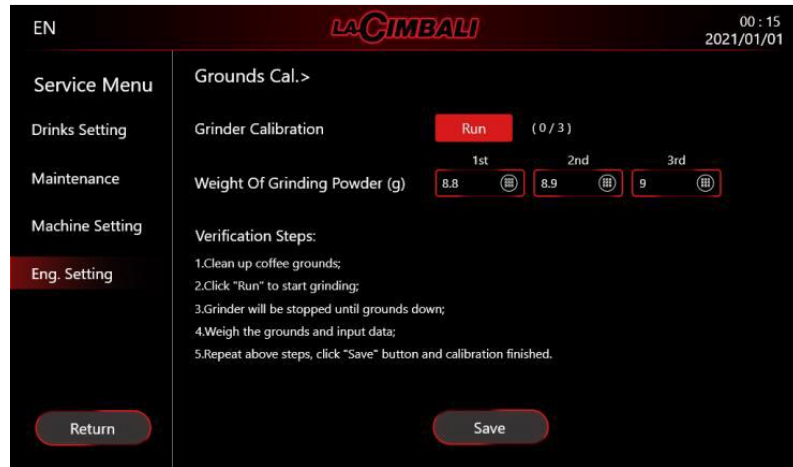 EN
LACIMBALI
00 : 15
2021/01/01
Service Menu
Drinks Setting
Maintenance
Machine Setting
Eng. Setting
Return
Grounds Cal.>
Grinder Calibration Run (0/3)
1st 2nd 3rd
Weight Of Grinding Powder (g) 8.8 8.9 9
Verification Steps:
1.Clean up coffee grounds;
2.Click "Run" to start grinding;
3.Grinder will be stopped until grounds down;
4.Weigh the grounds and input data;
5.Repeat above steps, click "Save" button and calibration finished.
Save